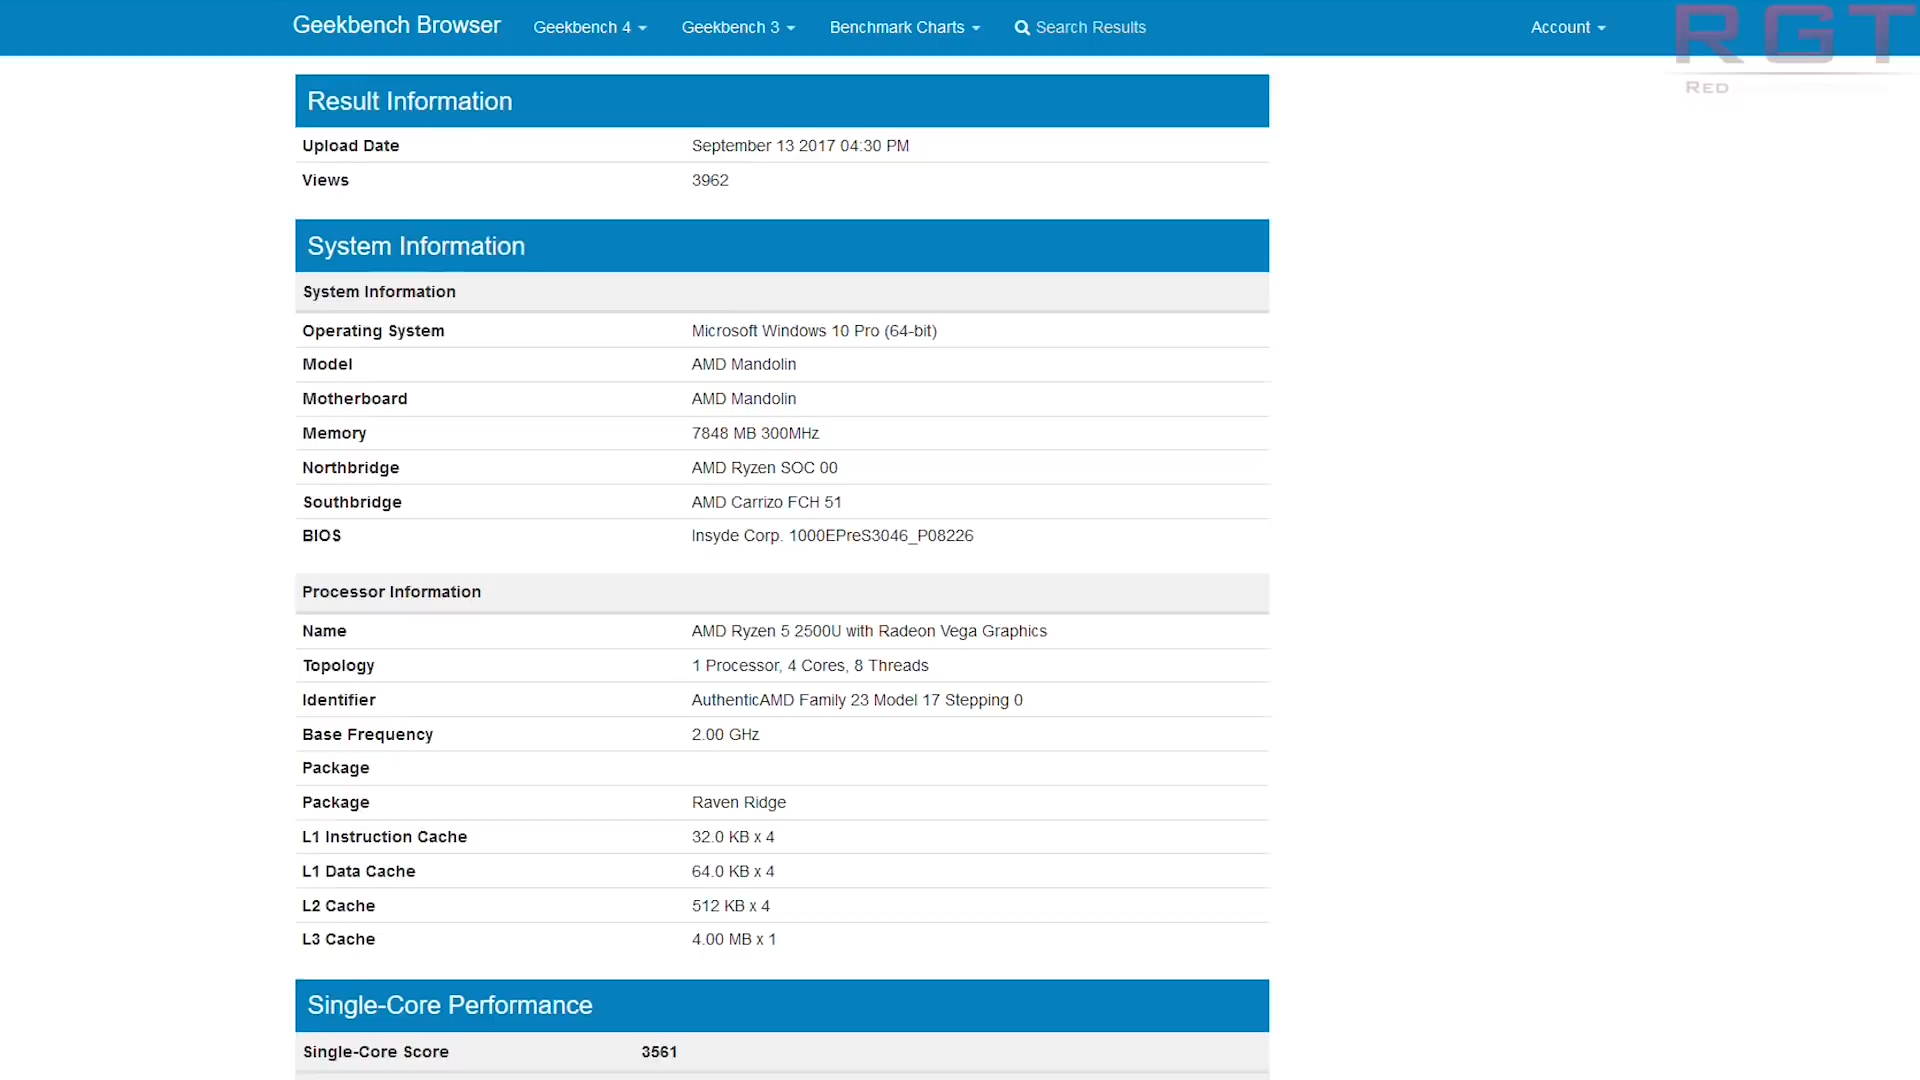 Geekbench Browser Geekbench 4 Geekbench 3 Benchmark Charts Search Results Account
RGT
Red
Result Information
Upload Date September 13 2017 04:30 PM
Views 3962
System Information
System Information
Operating System Microsoft Windows 10 Pro (64-bit)
Model AMD Mandolin
Motherboard AMD Mandolin
Memory 7848 MB 300MHz
Northbridge AMD Ryzen SOC 00
Southbridge AMD Carrizo FCH 51
BIOS Insyde Corp. 1000EPreS3046_P08226
Processor Information
Name AMD Ryzen 5 2500U with Radeon Vega Graphics
Topology 1 Processor, 4 Cores, 8 Threads
Identifier AuthenticAMD Family 23 Model 17 Stepping 0
Base Frequency 2.00 GHz
Package
Package Raven Ridge
L1 Instruction Cache 32.0 KB x 4
L1 Data Cache 64.0 KB x 4
L2 Cache 512 KB x 4
L3 Cache 4.00 MB x 1
Single-Core Performance
Single-Core Score 3561